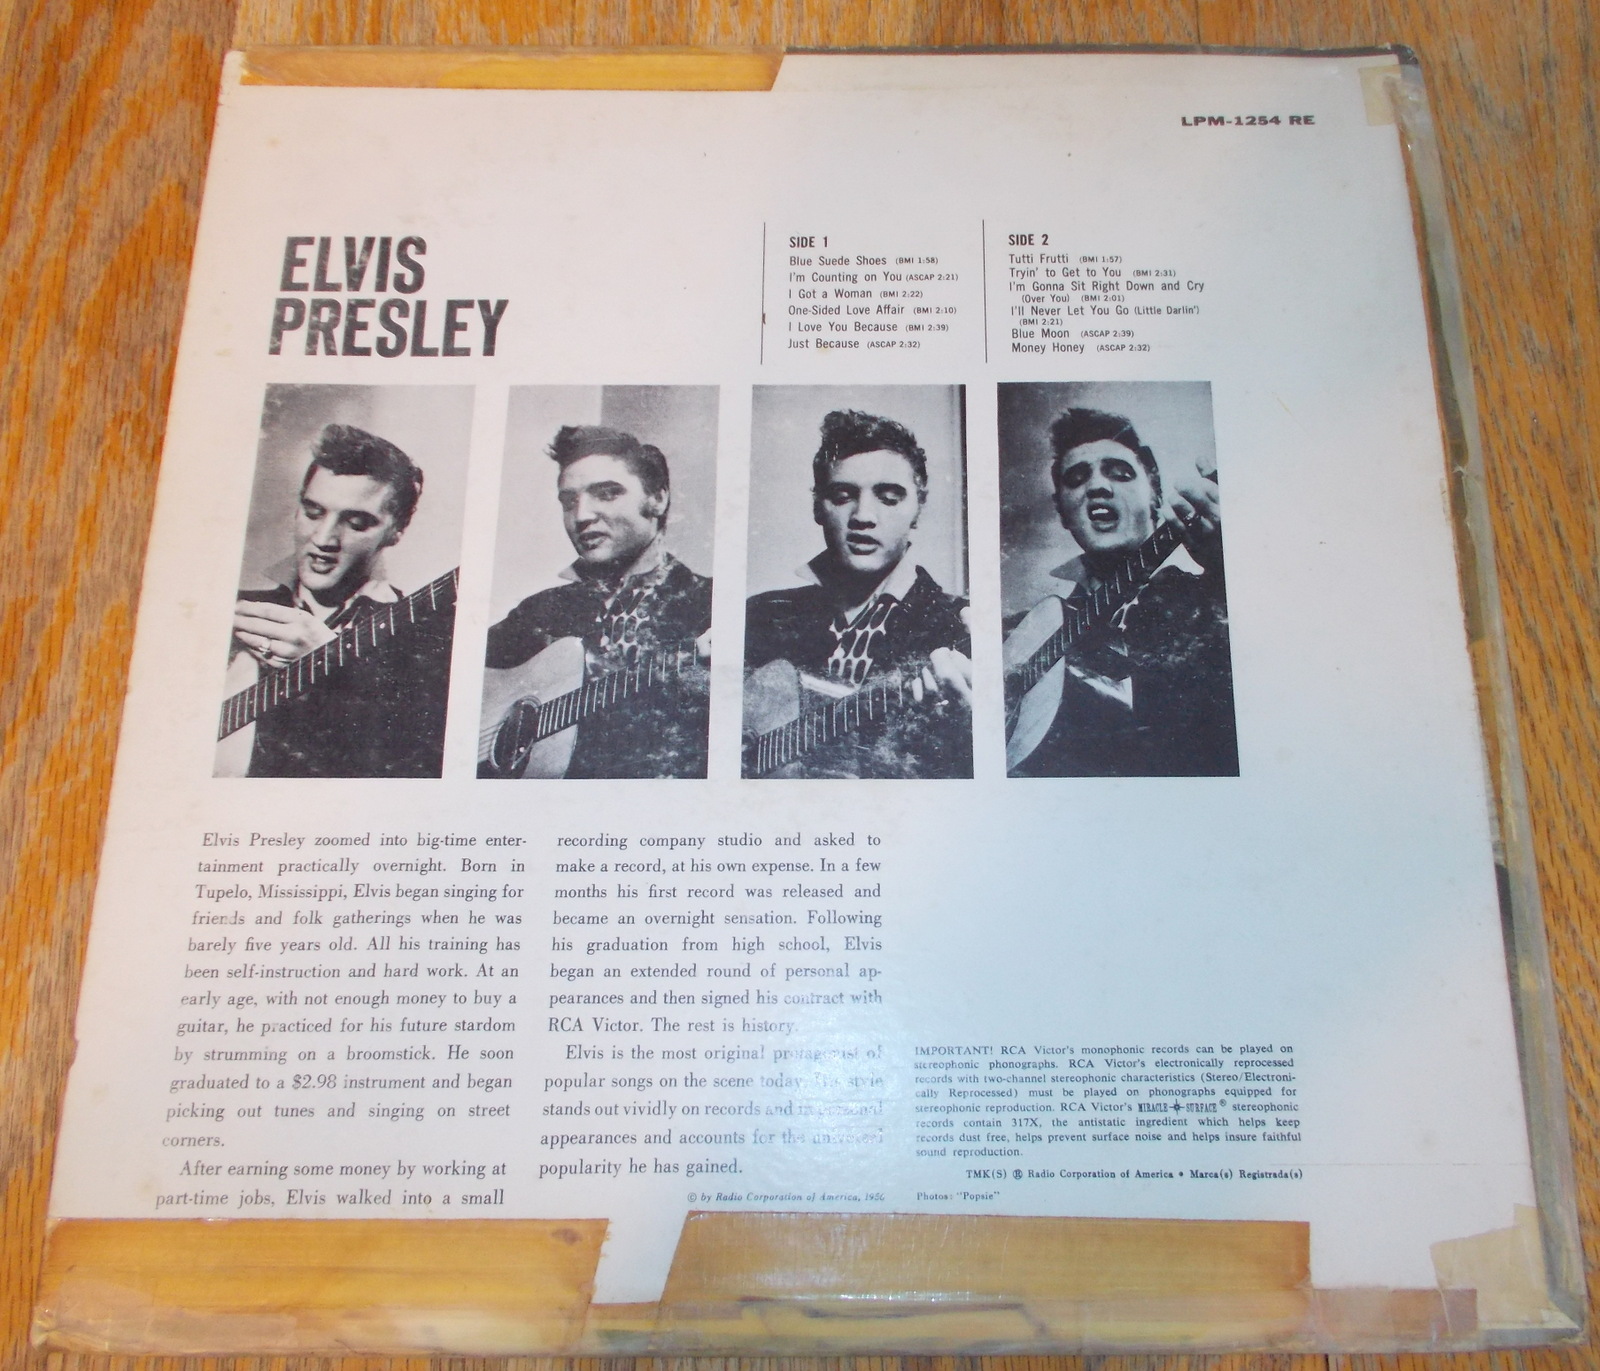 LPM-1254 RE
ELVIS
PRESLEY
SIDE 1
Blue Suede Shoes (BMI 1:58)
I'm Counting on You (ASCAP 2:21)
I Got a Woman (BMI 2:22)
One-Sided Love Affair (BMI 2:10)
I Love You Because (BMI 2:39)
Just Because (ASCAP 2:32)
SIDE 2
Tutti Frutti (BMI 1:57)
Tryin' to Get to You (BMI 2:31)
I'm Gonna Sit Right Down and Cry
(Over You) (BMI 2:01)
I'll Never Let You Go (Little Darlin')
(BMI 2:21)
Blue Moon (ASCAP 2:39)
Money Honey (ASCAP 2:32)
Elvis Presley zoomed into big-time enter-
tainment practically overnight. Born in
Tupelo, Mississippi, Elvis began singing for
friends and folk gatherings when he was
barely five years old. All his training has
been self-instruction and hard work. At an
early age, with not enough money to buy a
guitar, he practiced for his future stardom
by strumming on a broomstick. He soon
graduated to a $2.98 instrument and began
picking out tunes and singing on street
corners.
After earning some money by working at
part-time jobs, Elvis walked into a small
recording company studio and asked to
make a record, at his own expense. In a few
months his first record was released and
became an overnight sensation. Following
his graduation from high school, Elvis
began an extended round of personal ap-
pearances and then signed his contract with
RCA Victor. The rest is history.
Elvis is the most original protagonist of
popular songs on the scene today. His style
stands out vividly on records and in personal
appearances and accounts for the universal
popularity he has gained.
© by Radio Corporation of America, 1956
IMPORTANT! RCA Victor's monophonic records can be played on
stereophonic phonographs. RCA Victor's electronically reprocessed
records with two-channel stereophonic characteristics (Stereo/Electroni-
cally Reprocessed) must be played on phonographs equipped for
stereophonic reproduction. RCA Victor's MIRACLE SURFACE® stereophonic
records contain 317X, the antistatic ingredient which helps keep
records dust free, helps prevent surface noise and helps insure faithful
sound reproduction.
TMK(S) ® Radio Corporation of America • Marca(s) Registrada(s)
Photos: "Popsie"